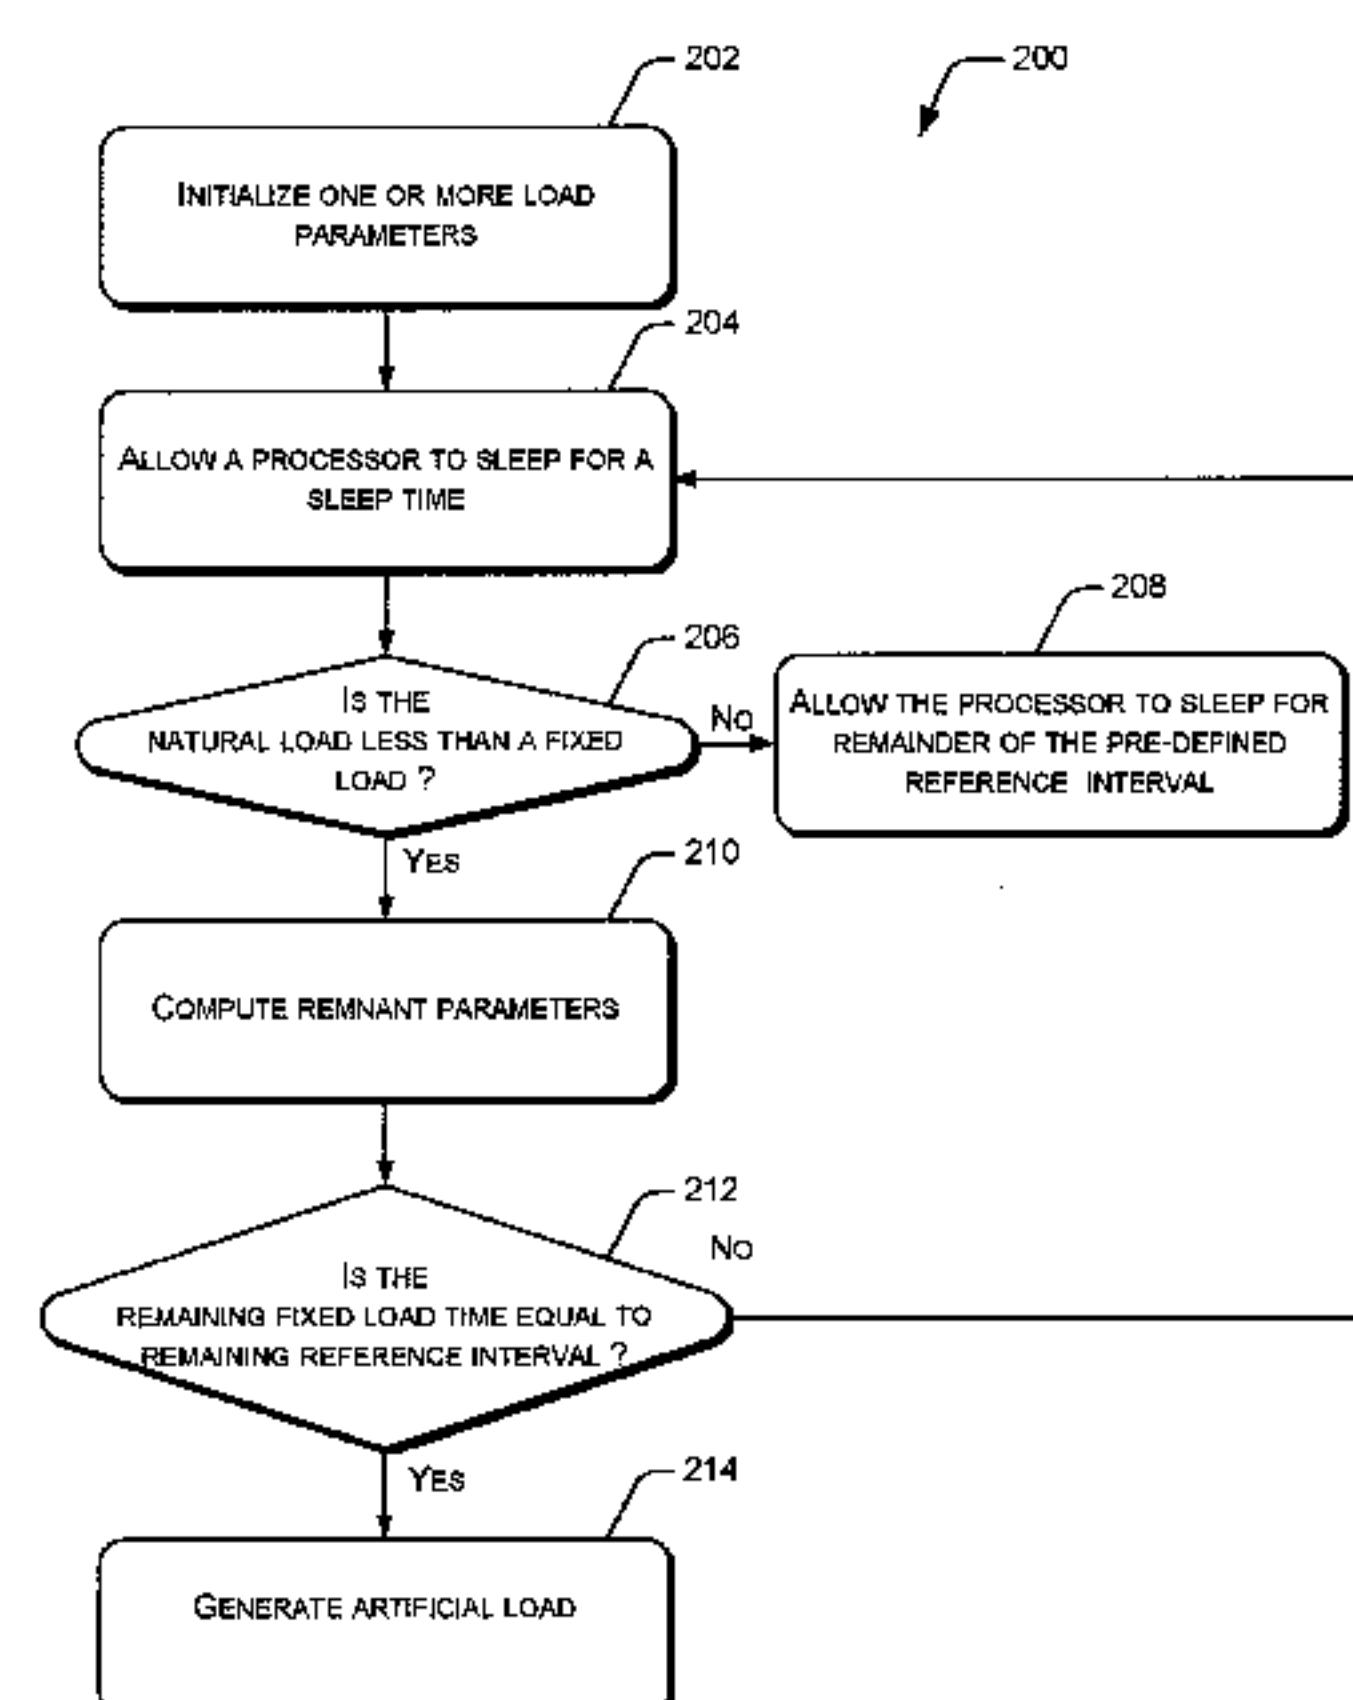 202
200
INITIALIZE ONE OR MORE LOAD
PARAMETERS
204
ALLOW A PROCESSOR TO SLEEP FOR A
SLEEP TIME
206
208
IS THE
NATURAL LOAD LESS THAN A FIXED
LOAD ?
NO
ALLOW THE PROCESSOR TO SLEEP FOR
REMAINDER OF THE PRE-DEFINED
REFERENCE INTERVAL
YES
210
COMPUTE REMNANT PARAMETERS
212
NO
IS THE
REMAINING FIXED LOAD TIME EQUAL TO
REMAINING REFERENCE INTERVAL ?
YES
214
GENERATE ARTIFICIAL LOAD